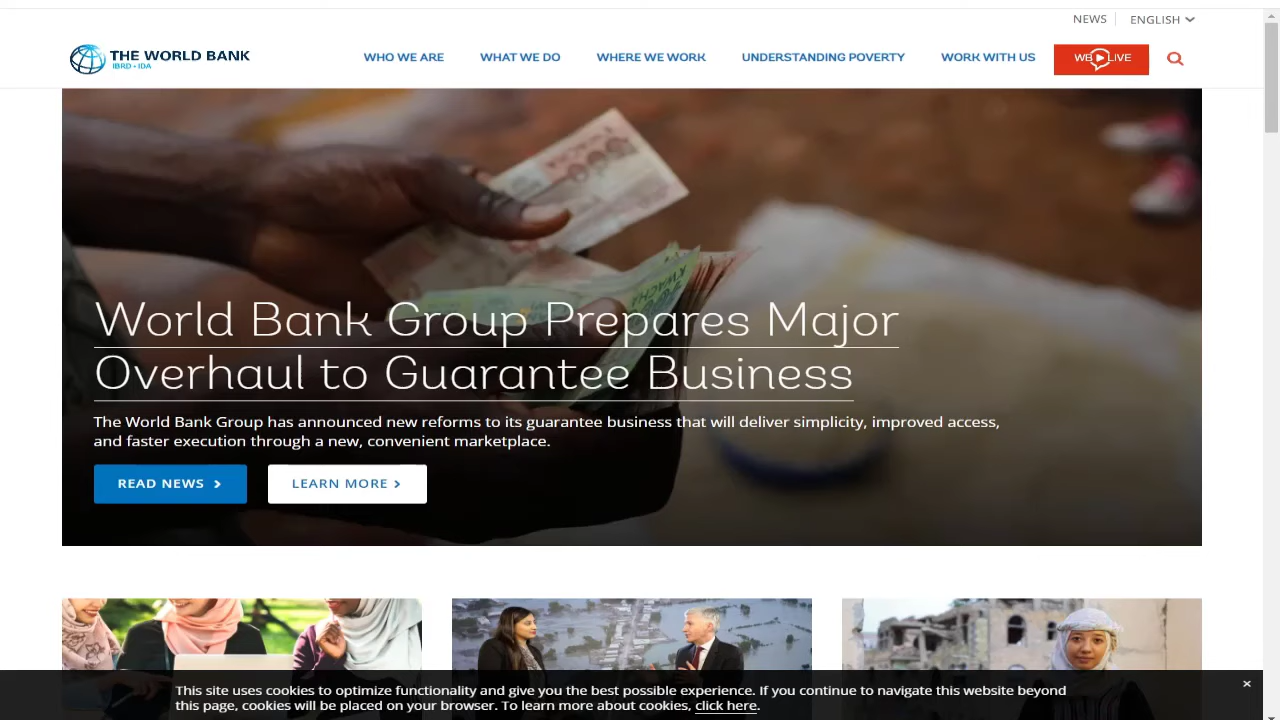 NEWS
ENGLISH
THE WORLD BANK
IBRD • IDA
WHO WE ARE
WHAT WE DO
WHERE WE WORK
UNDERSTANDING POVERTY
WORK WITH US
WB LIVE
KWACHA
World Bank Group Prepares Major
Overhaul to Guarantee Business
The World Bank Group has announced new reforms to its guarantee business that will deliver simplicity, improved access,
and faster execution through a new, convenient marketplace.
READ NEWS >
LEARN MORE >
This site uses cookies to optimize functionality and give you the best possible experience. If you continue to navigate this website beyond
this page, cookies will be placed on your browser. To learn more about cookies, click here.
×